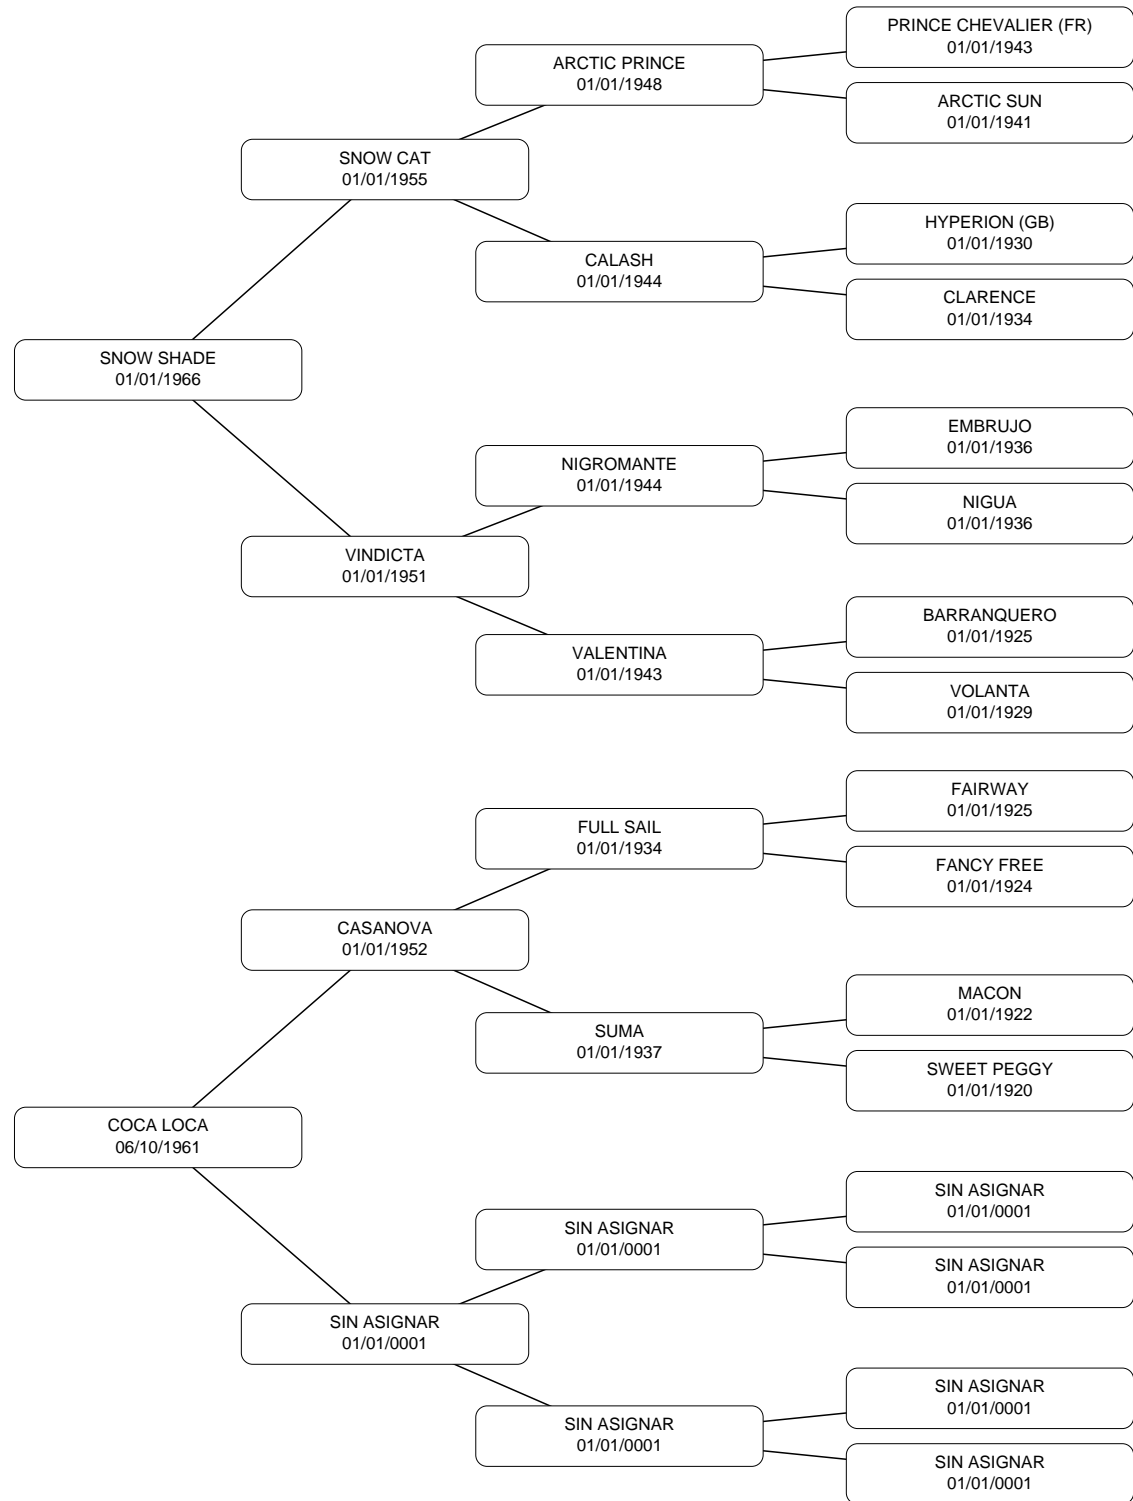 PRINCE CHEVALIER (FR)
01/01/1943
ARCTIC PRINCE
01/01/1948
ARCTIC SUN
01/01/1941
SNOW CAT
01/01/1955
HYPERION (GB)
01/01/1930
CALASH
01/01/1944
CLARENCE
01/01/1934
SNOW SHADE
01/01/1966
EMBRUJO
01/01/1936
NIGROMANTE
01/01/1944
NIGUA
01/01/1936
VINDICTA
01/01/1951
BARRANQUERO
01/01/1925
VALENTINA
01/01/1943
VOLANTA
01/01/1929
FAIRWAY
01/01/1925
FULL SAIL
01/01/1934
FANCY FREE
01/01/1924
CASANOVA
01/01/1952
MACON
01/01/1922
SUMA
01/01/1937
SWEET PEGGY
01/01/1920
COCA LOCA
06/10/1961
SIN ASIGNAR
01/01/0001
SIN ASIGNAR
01/01/0001
SIN ASIGNAR
01/01/0001
SIN ASIGNAR
01/01/0001
SIN ASIGNAR
01/01/0001
SIN ASIGNAR
01/01/0001
SIN ASIGNAR
01/01/0001